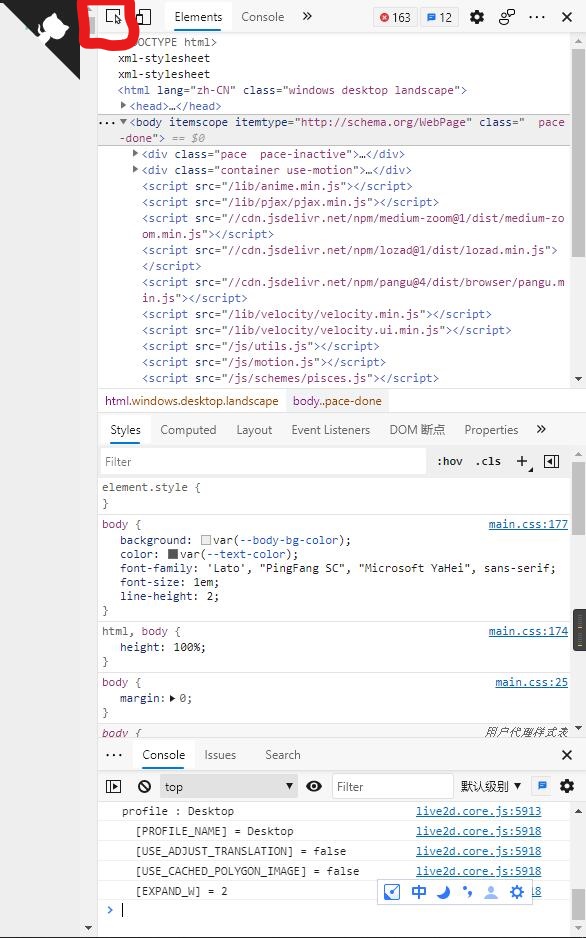 Elements Console » 163 12
<!DOCTYPE html>
xml-stylesheet
xml-stylesheet
<html lang="zh-CN" class="windows desktop landscape">
<head>…</head>
<body itemscope itemtype="http://schema.org/WebPage" class="  pace
-done"> == $0
<div class="pace  pace-inactive">…</div>
<div class="container use-motion">…</div>
<script src="/lib/anime.min.js"></script>
<script src="/lib/pjax/pjax.min.js"></script>
<script src="//cdn.jsdelivr.net/npm/medium-zoom@1/dist/medium-zo
om.min.js"></script>
<script src="//cdn.jsdelivr.net/npm/lozad@1/dist/lozad.min.js">
</script>
<script src="//cdn.jsdelivr.net/npm/pangu@4/dist/browser/pangu.m
in.js"></script>
<script src="/lib/velocity/velocity.min.js"></script>
<script src="/lib/velocity/velocity.ui.min.js"></script>
<script src="/js/utils.js"></script>
<script src="/js/motion.js"></script>
<script src="/js/schemes/pisces.js"></script>
html.windows.desktop.landscape body..pace-done
Styles Computed Layout Event Listeners DOM 断点 Properties »
Filter :hov .cls +
element.style {
}
body { main.css:177
background: var(--body-bg-color);
color: var(--text-color);
font-family: 'Lato', "PingFang SC", "Microsoft YaHei", sans-serif;
font-size: 1em;
line-height: 2;
}
html, body { main.css:174
height: 100%;
}
body { main.css:25
margin: 0;
}
body { 用户代理样式表
Console Issues Search
top Filter 默认级别
profile : Desktop live2d.core.js:5913
[PROFILE_NAME] = Desktop live2d.core.js:5918
[USE_ADJUST_TRANSLATION] = false live2d.core.js:5918
[USE_CACHED_POLYGON_IMAGE] = false live2d.core.js:5918
[EXPAND_W] = 2 中 18
>